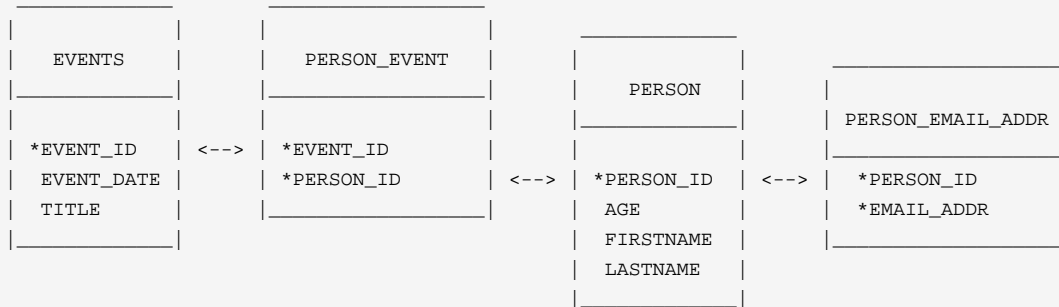 EVENTS
*EVENT_ID
EVENT_DATE
TITLE
<-->
PERSON_EVENT
*EVENT_ID
*PERSON_ID
<-->
PERSON
*PERSON_ID
AGE
FIRSTNAME
LASTNAME
<-->
PERSON_EMAIL_ADDR
*PERSON_ID
*EMAIL_ADDR